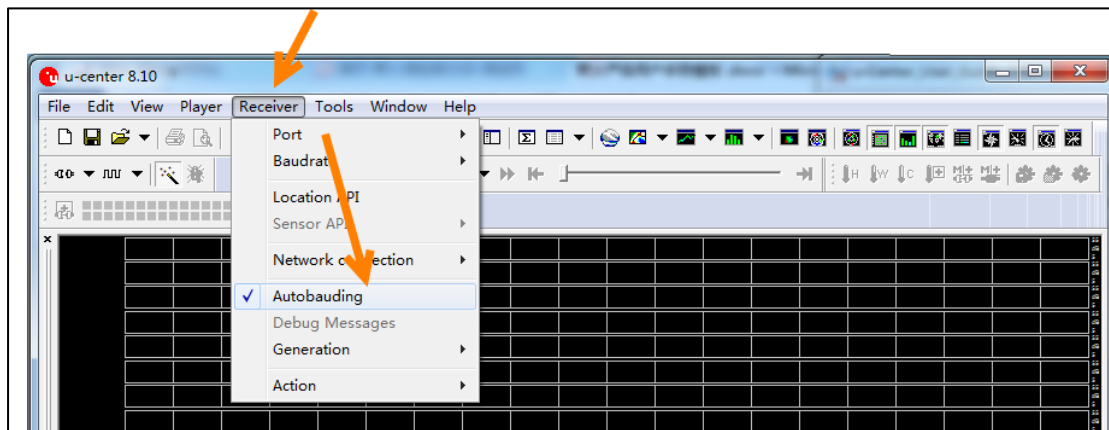 u-center 8.10
File Edit View Player Receiver Tools Window Help
Port
Baudrate
Location API
Sensor API
Network connection
Autobauding
Debug Messages
Generation
Action